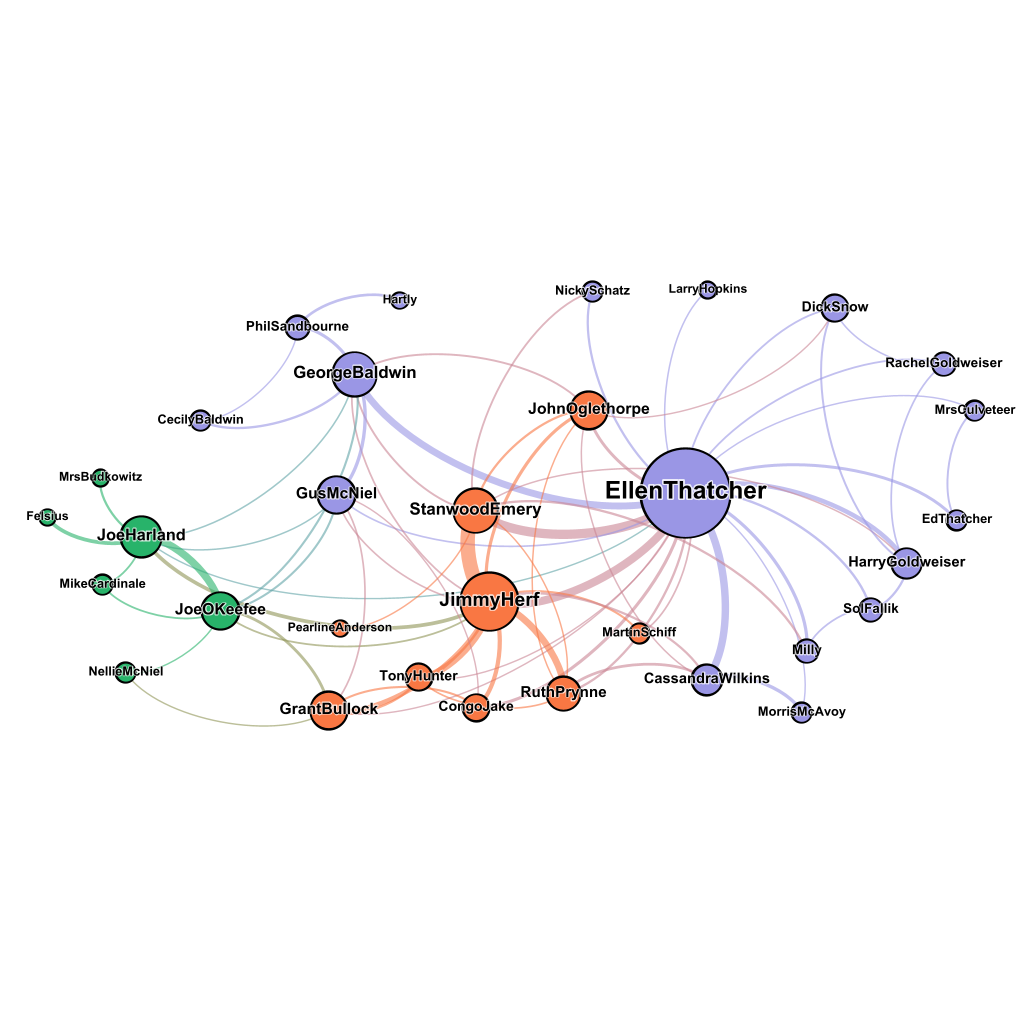 NickySchatz
LarryHopkins
Hartly
DickSnow
PhilSandbourne
RachelGoldweiser
GeorgeBaldwin
JohnOglethorpe
MrsCulveteer
CecilyBaldwin
MrsBudkowitz
GusMcNiel
EllenThatcher
StanwoodEmery
Felsius
EdThatcher
JoeHarland
HarryGoldweiser
MikeCardinale
JimmyHerf
JoeOKeefee
SolFajlik
PearlineAnderson
MartinSchiff
Milly
NellieMcNiel
TonyHunter
CassandraWilkins
RuthPrynne
GrantBullock
CongoJake
MorrisMcAvoy